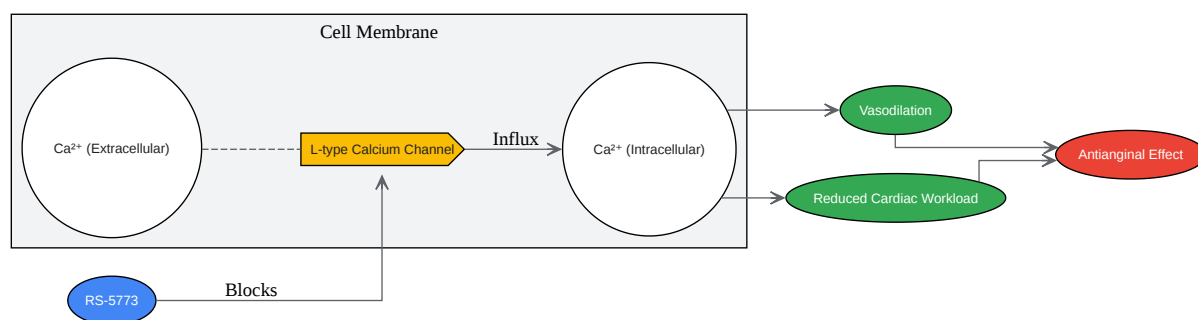 Cell Membrane
Ca²⁺ (Extracellular)
L-type Calcium Channel
Influx
Ca²⁺ (Intracellular)
Vasodilation
Antianginal Effect
Reduced Cardiac Workload
RS-5773
Blocks